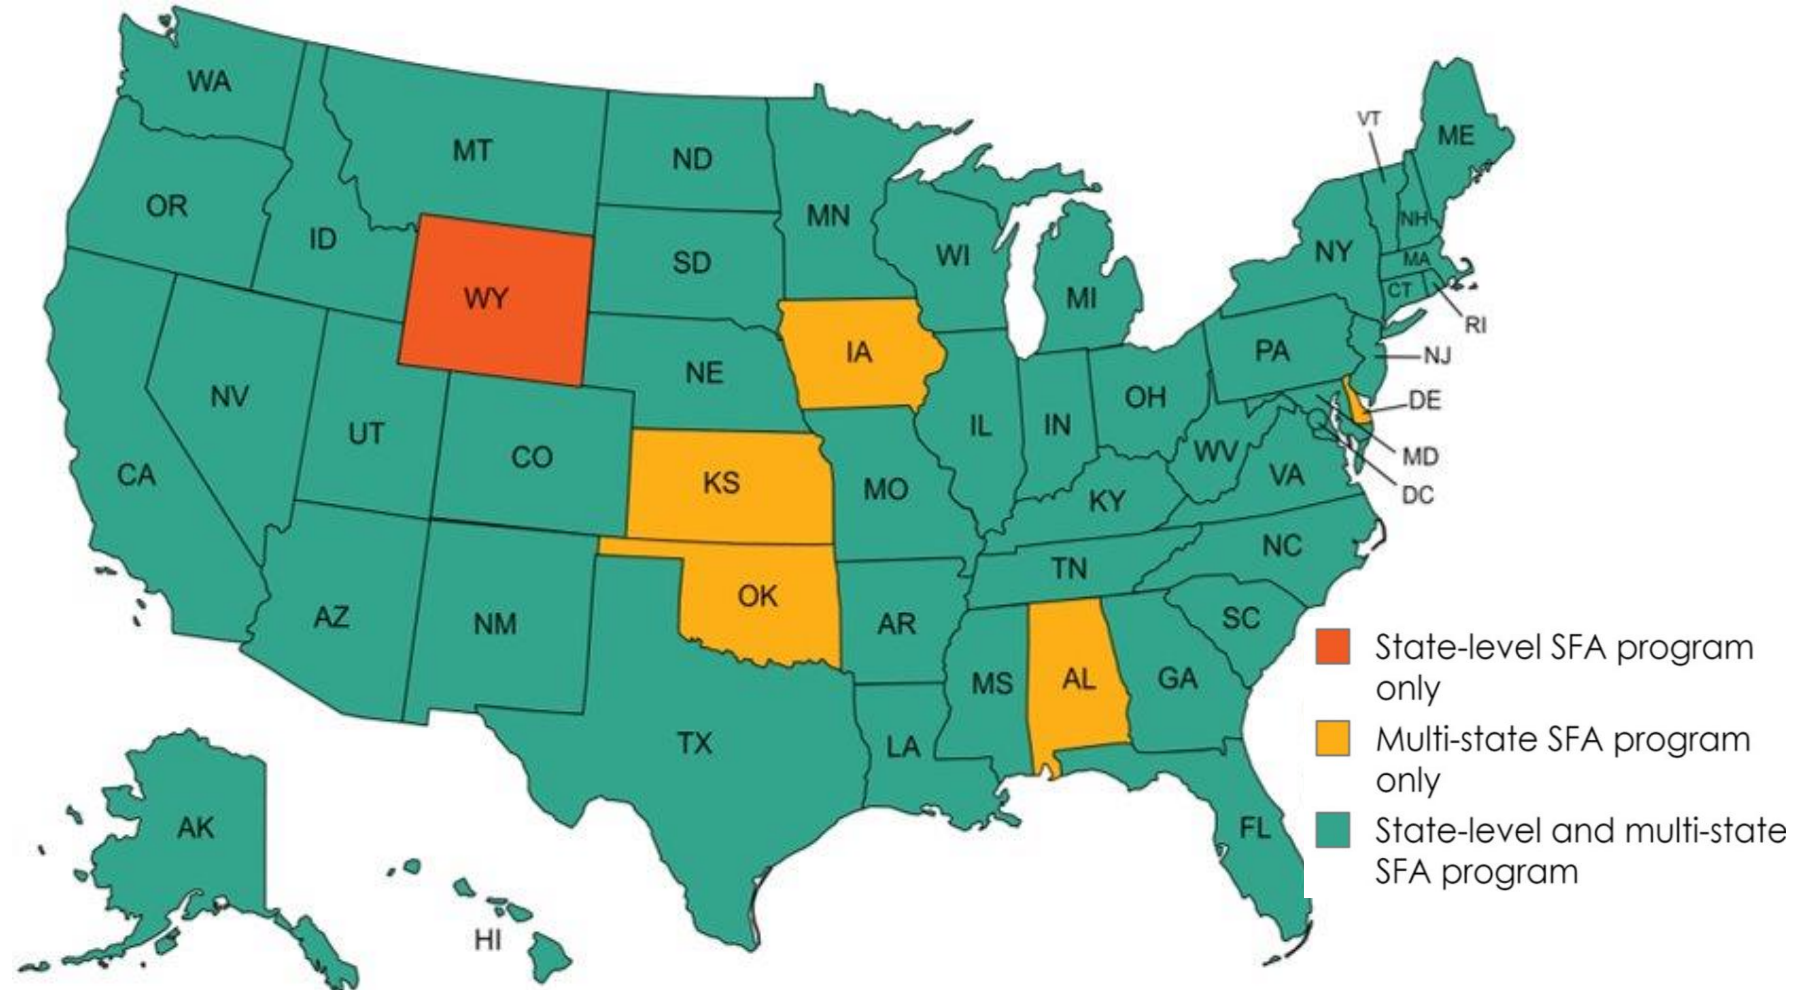 WA
MT
ND
VT
ME
OR
ID
MN
NH
WI
NY
MA
SD
CT
WY
MI
RI
IA
PA
NJ
NE
NV
OH
DE
UT
IL
IN
CO
WV
MD
CA
KS
MO
VA
KY
DC
NC
TN
OK
AZ
NM
AR
SC
State-level SFA program
only
MS
AL
GA
TX
LA
Multi-state SFA program
only
AK
FL
State-level and multi-state
SFA program
HI